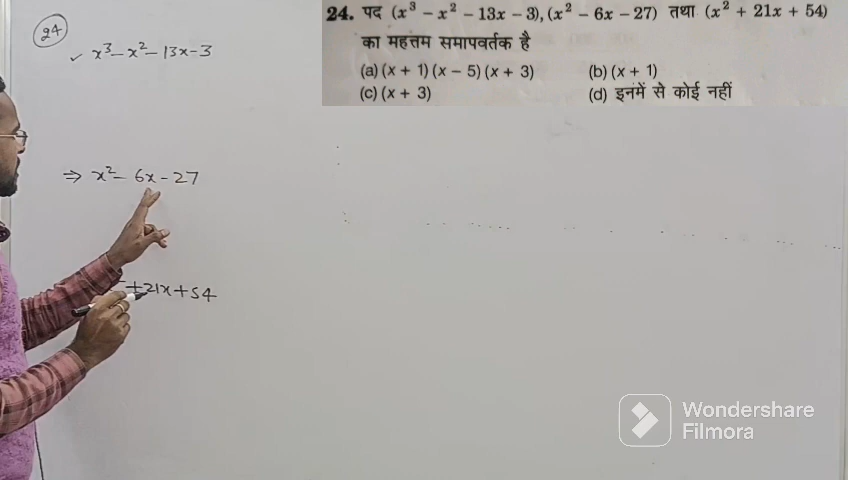 24
x³ - x² - 13x - 3
⇒ x² - 6x - 27
+21x+54
24. पद (x³ − x² − 13x − 3), (x² − 6x − 27) तथा (x² + 21x + 54)
का महत्तम समापवर्तक है
(a) (x + 1) (x − 5) (x + 3) (b) (x + 1)
(c) (x + 3) (d) इनमें से कोई नहीं
Wondershare
Filmora